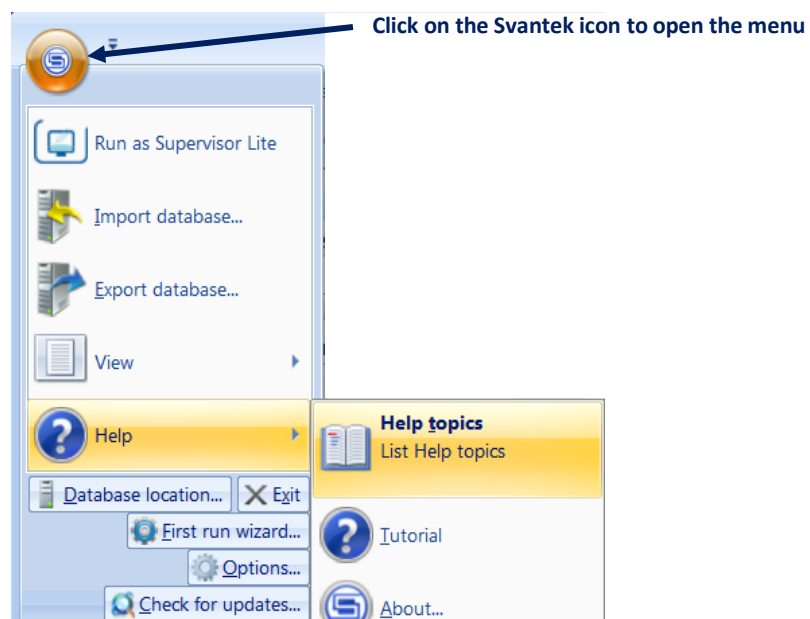 Click on the Svantek icon to open the menu
Run as Supervisor Lite
Import database...
Export database...
View
Help
Help topics
List Help topics
Database location...
Exit
First run wizard...
Tutorial
Options...
Check for updates...
About...